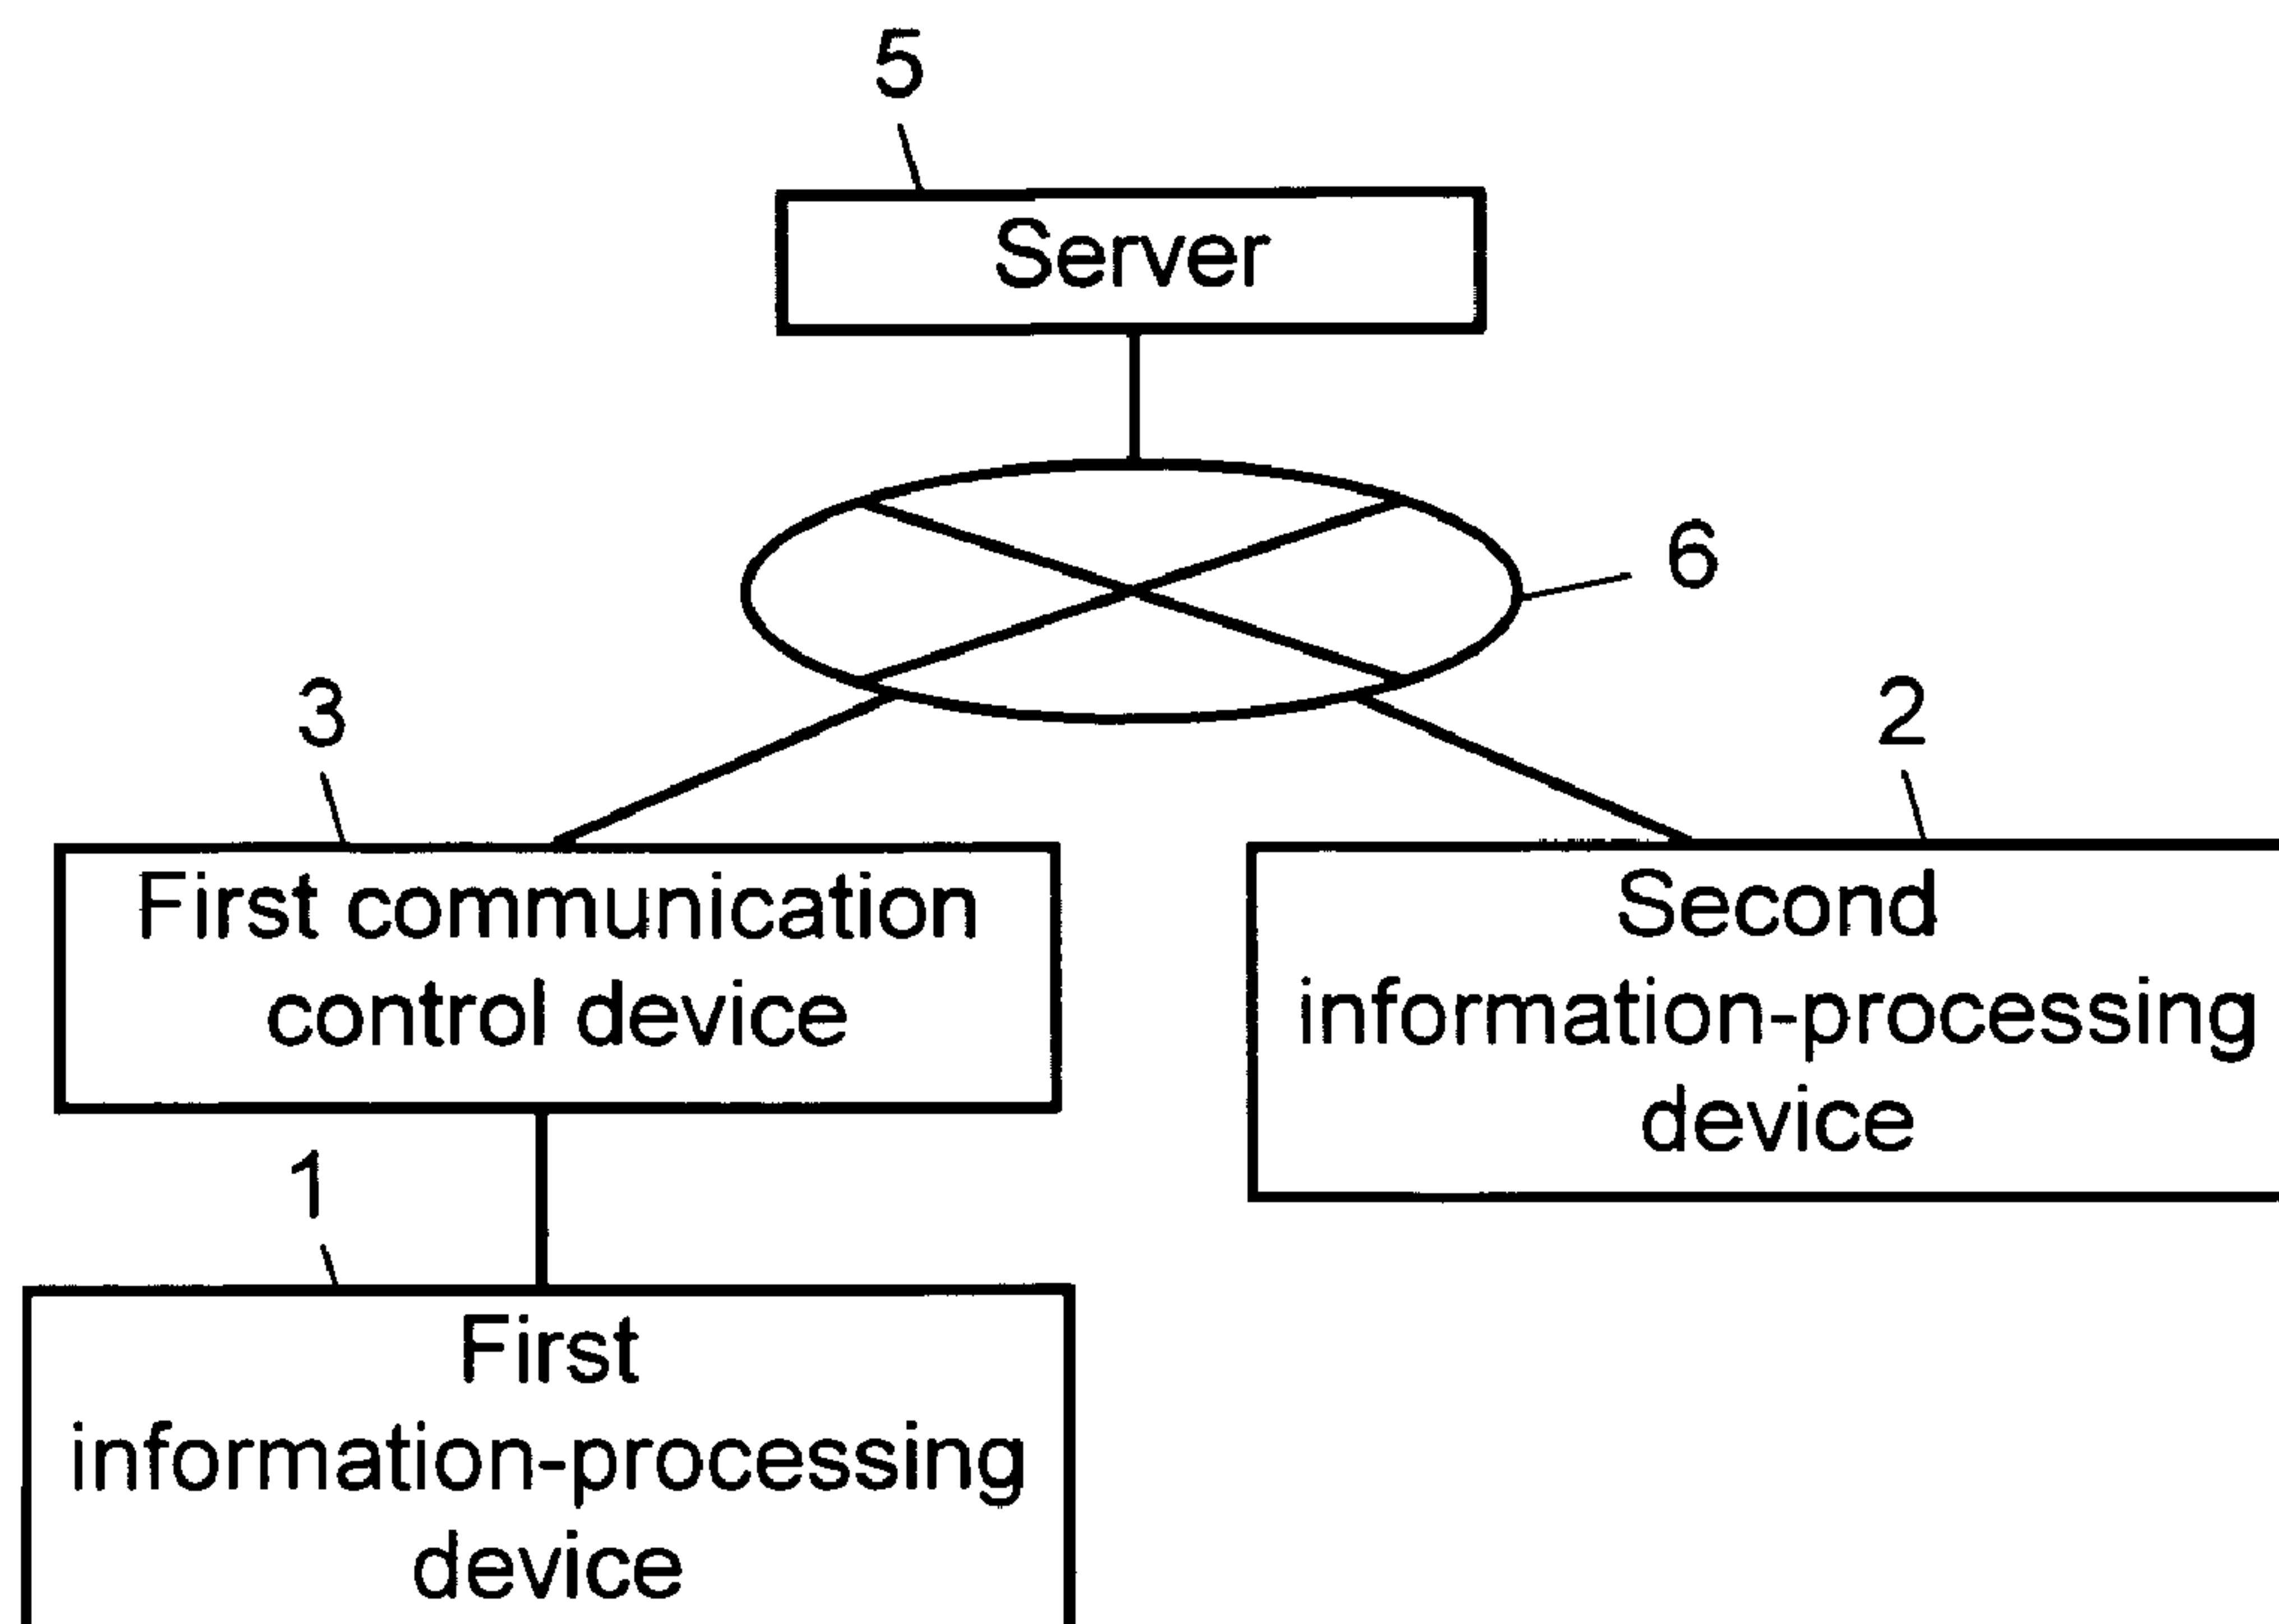 5
Server
6
3
2
First communication
control device
Second
information-processing
device
1
First
information-processing
device